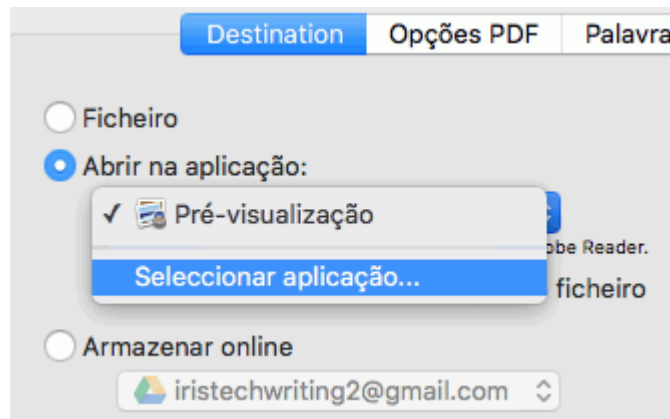 Destination Opções PDF Palavra
Ficheiro
Abrir na aplicação:
✓ Pré-visualização
obe Reader.
Seleccionar aplicação...
ficheiro
Armazenar online
iristechwriting2@gmail.com